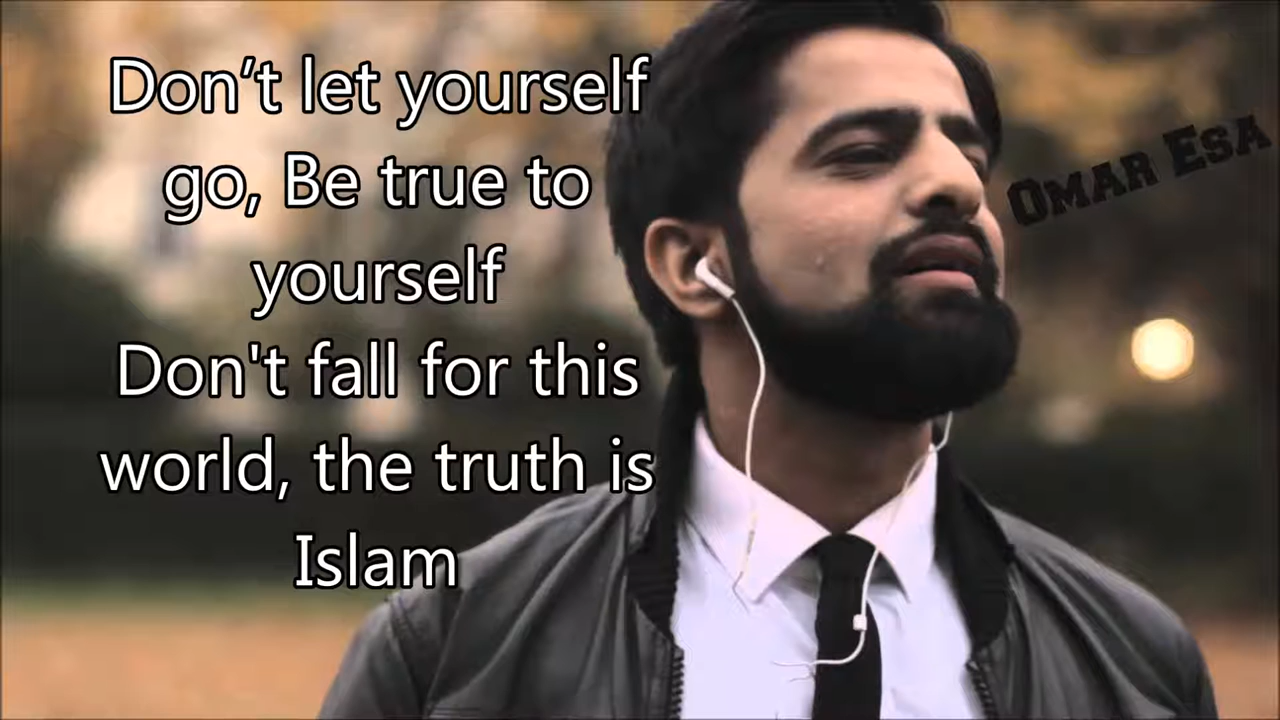 Don’t let yourself
go, Be true to
yourself
Don't fall for this
world, the truth is
Islam
Omar Esa